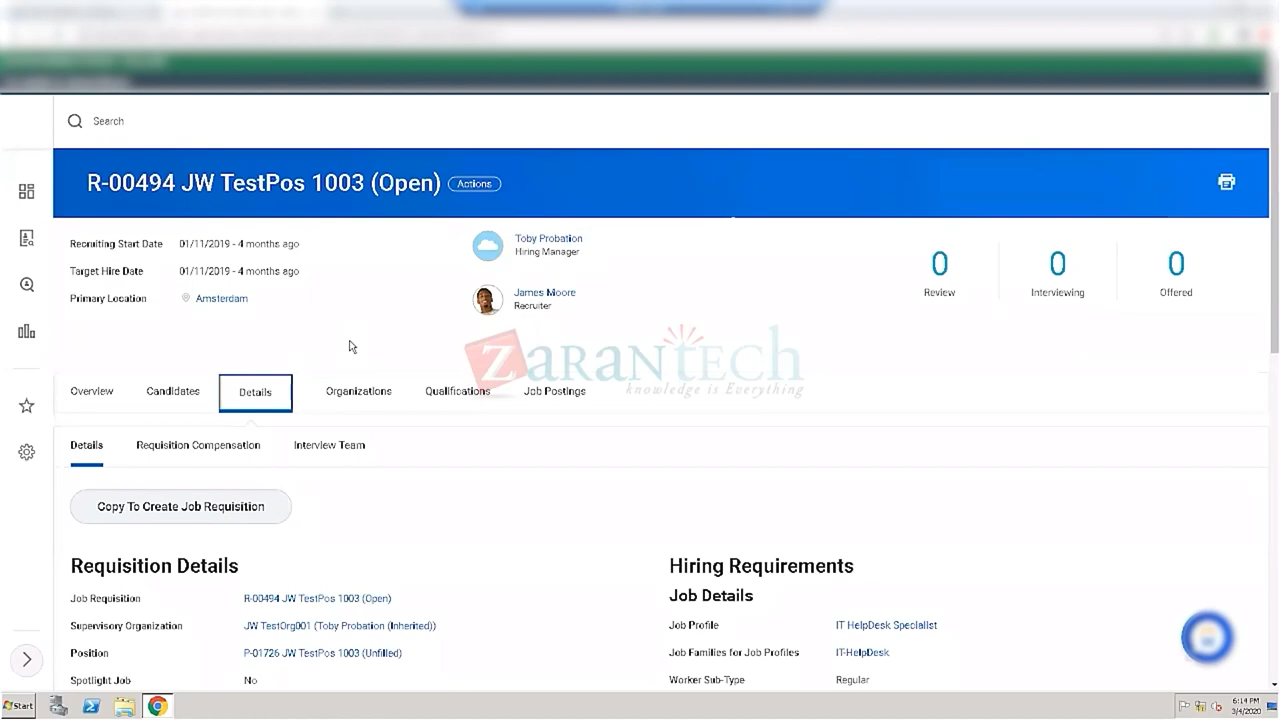 Search
R-00494 JW TestPos 1003 (Open) Actions
Recruiting Start Date 01/11/2019 - 4 months ago
Target Hire Date 01/11/2019 - 4 months ago
Primary Location Amsterdam
Toby Probation
Hiring Manager
James Moore
Recruiter
0 0 0
Review Interviewing Offered
ZaranTech
knowledge is Everything
Overview Candidates Details Organizations Qualifications Job Postings
Details Requisition Compensation Interview Team
Copy To Create Job Requisition
Requisition Details
Job Requisition R-00494 JW TestPos 1003 (Open)
Supervisory Organization JW TestOrg001 (Toby Probation (Inherited))
Position P-01726 JW TestPos 1003 (Unfilled)
Spotlight Job No
Hiring Requirements
Job Details
Job Profile IT HelpDesk Specialist
Job Families for Job Profiles IT-HelpDesk
Worker Sub-Type Regular
Start
6:14 PM
3/4/2020